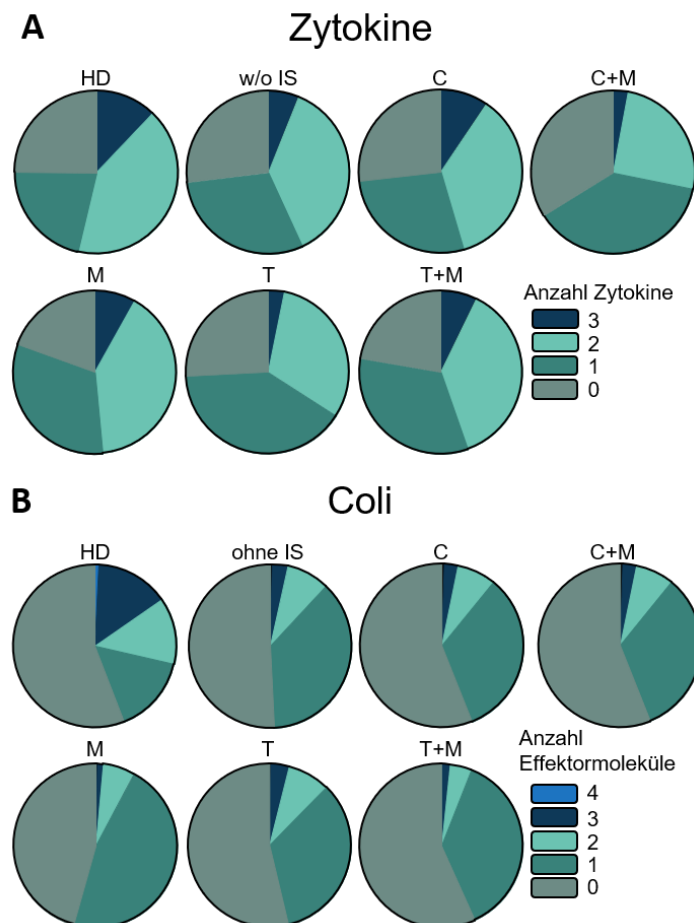 A Zytokine
HD w/o IS C C+M
M T T+M
Anzahl Zytokine
3
2
1
0
B Coli
HD ohne IS C C+M
M T T+M
Anzahl
Effektormoleküle
4
3
2
1
0